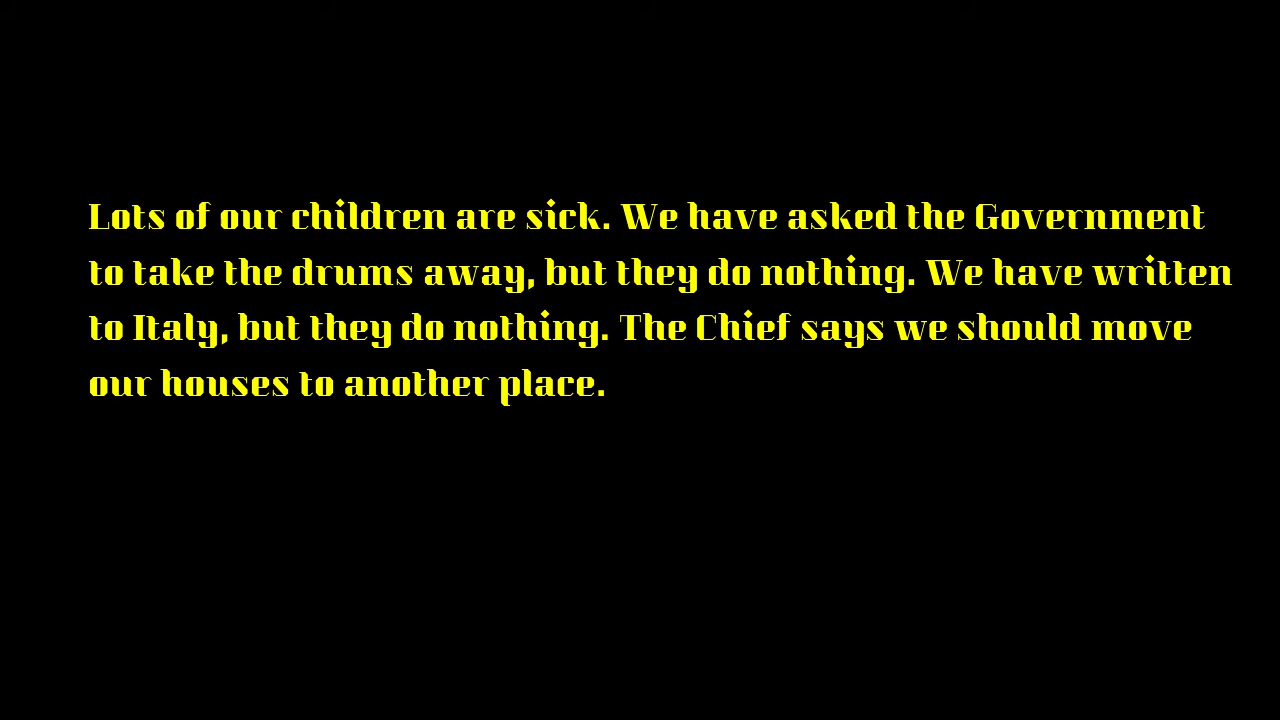 Lots of our children are sick. We have asked the Government
to take the drums away, but they do nothing. We have written
to Italy, but they do nothing. The Chief says we should move
our houses to another place.